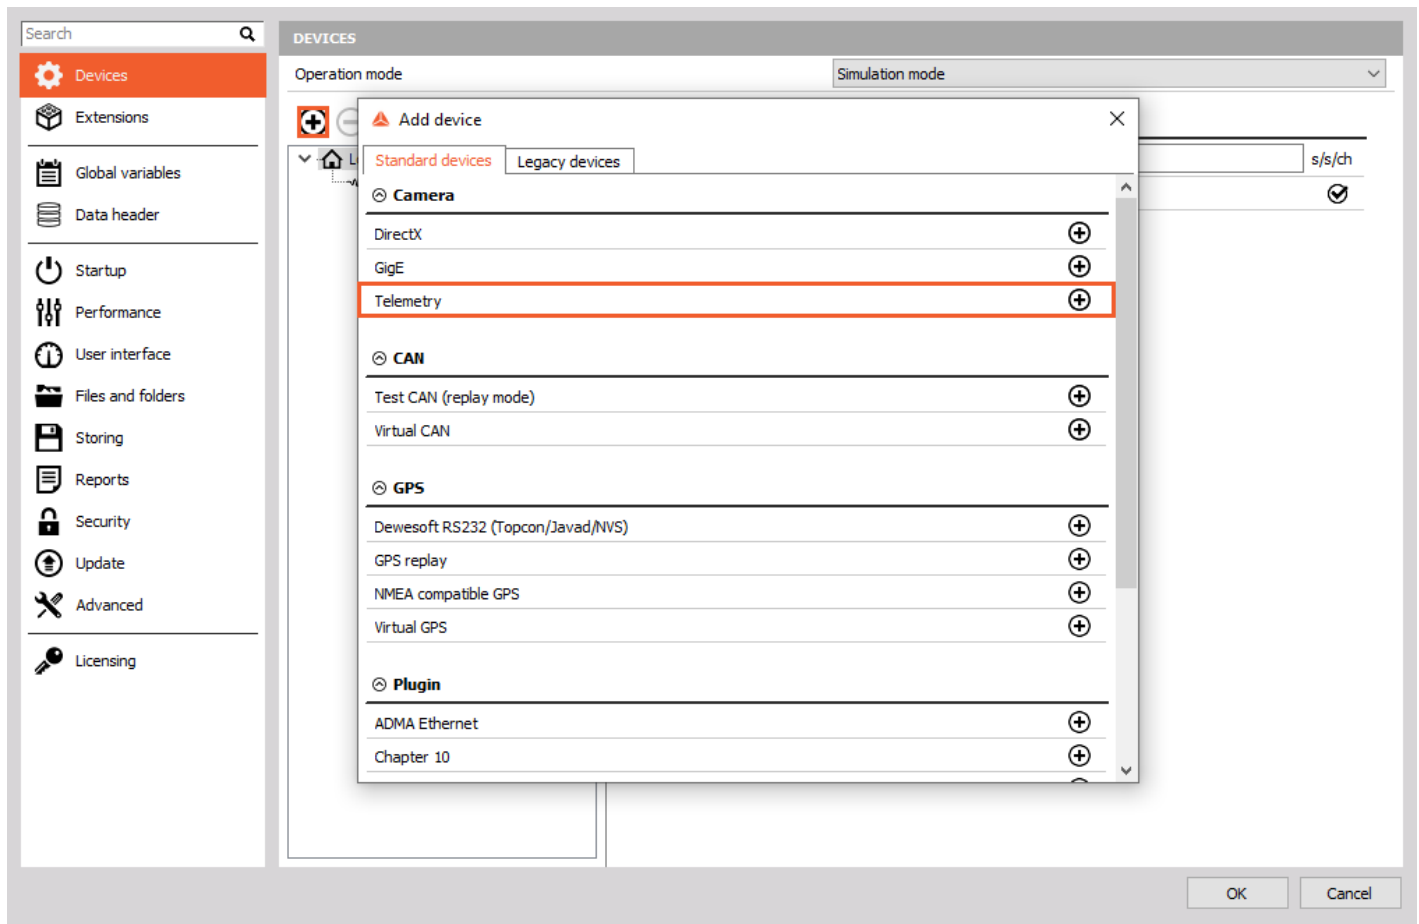 Search
DEVICES
Devices
Operation mode
Simulation mode
Extensions
Add device
Standard devices
Legacy devices
s/s/ch
Global variables
Camera
Data header
DirectX
GigE
Startup
Telemetry
Performance
User interface
CAN
Files and folders
Test CAN (replay mode)
Storing
Virtual CAN
Reports
GPS
Security
Dewesoft RS232 (Topcon/Javad/NVS)
Update
GPS replay
Advanced
NMEA compatible GPS
Virtual GPS
Licensing
Plugin
ADMA Ethernet
Chapter 10
OK
Cancel